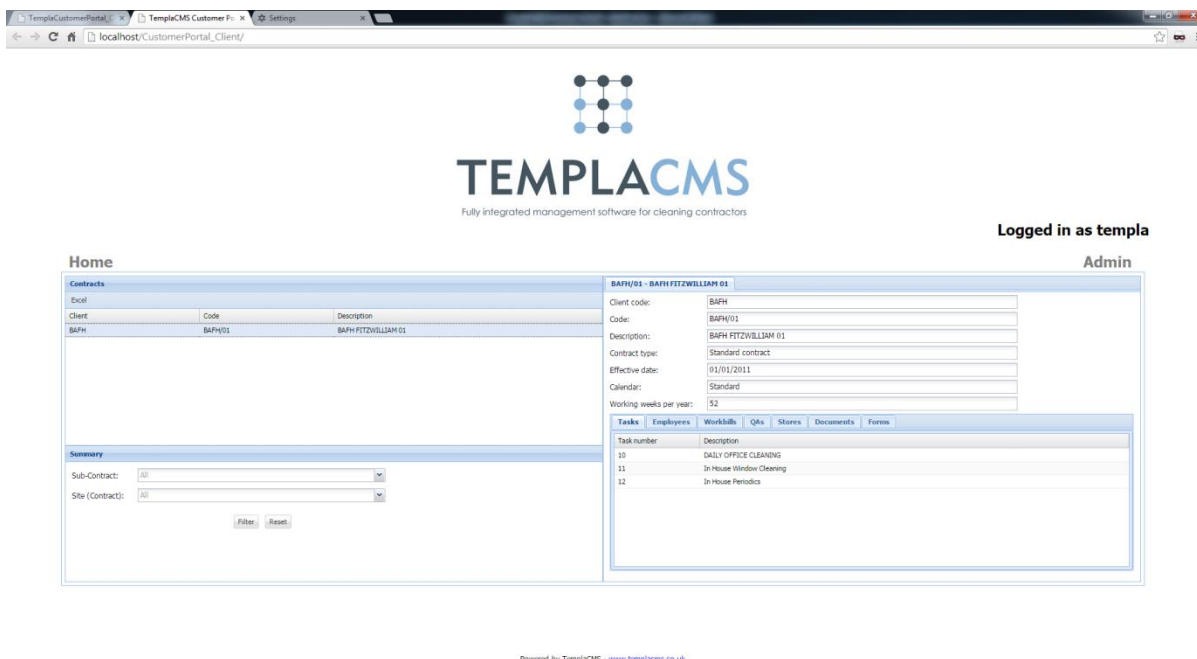 TemplaCustomerPortal_C
TemplaCMS Customer Po
Settings
localhost/CustomerPortal_Client/
TEMPLACMS
Fully integrated management software for cleaning contractors
Logged in as templa
Home
Admin
Contracts
Excel
Client Code Description
BAFH BAFH/01 BAFH FITZWILLIAM 01
Summary
Sub-Contract: All
Site (Contract): All
Filter Reset
BAFH/01 - BAFH FITZWILLIAM 01
Client code: BAFH
Code: BAFH/01
Description: BAFH FITZWILLIAM 01
Contract type: Standard contract
Effective date: 01/01/2011
Calendar: Standard
Working weeks per year: 52
Tasks Employees Workbills QAs Stores Documents Forms
Task number Description
10 DAILY OFFICE CLEANING
11 In House Window Cleaning
12 In House Periodics
Powered by TemplaCMS - www.templacms.co.uk